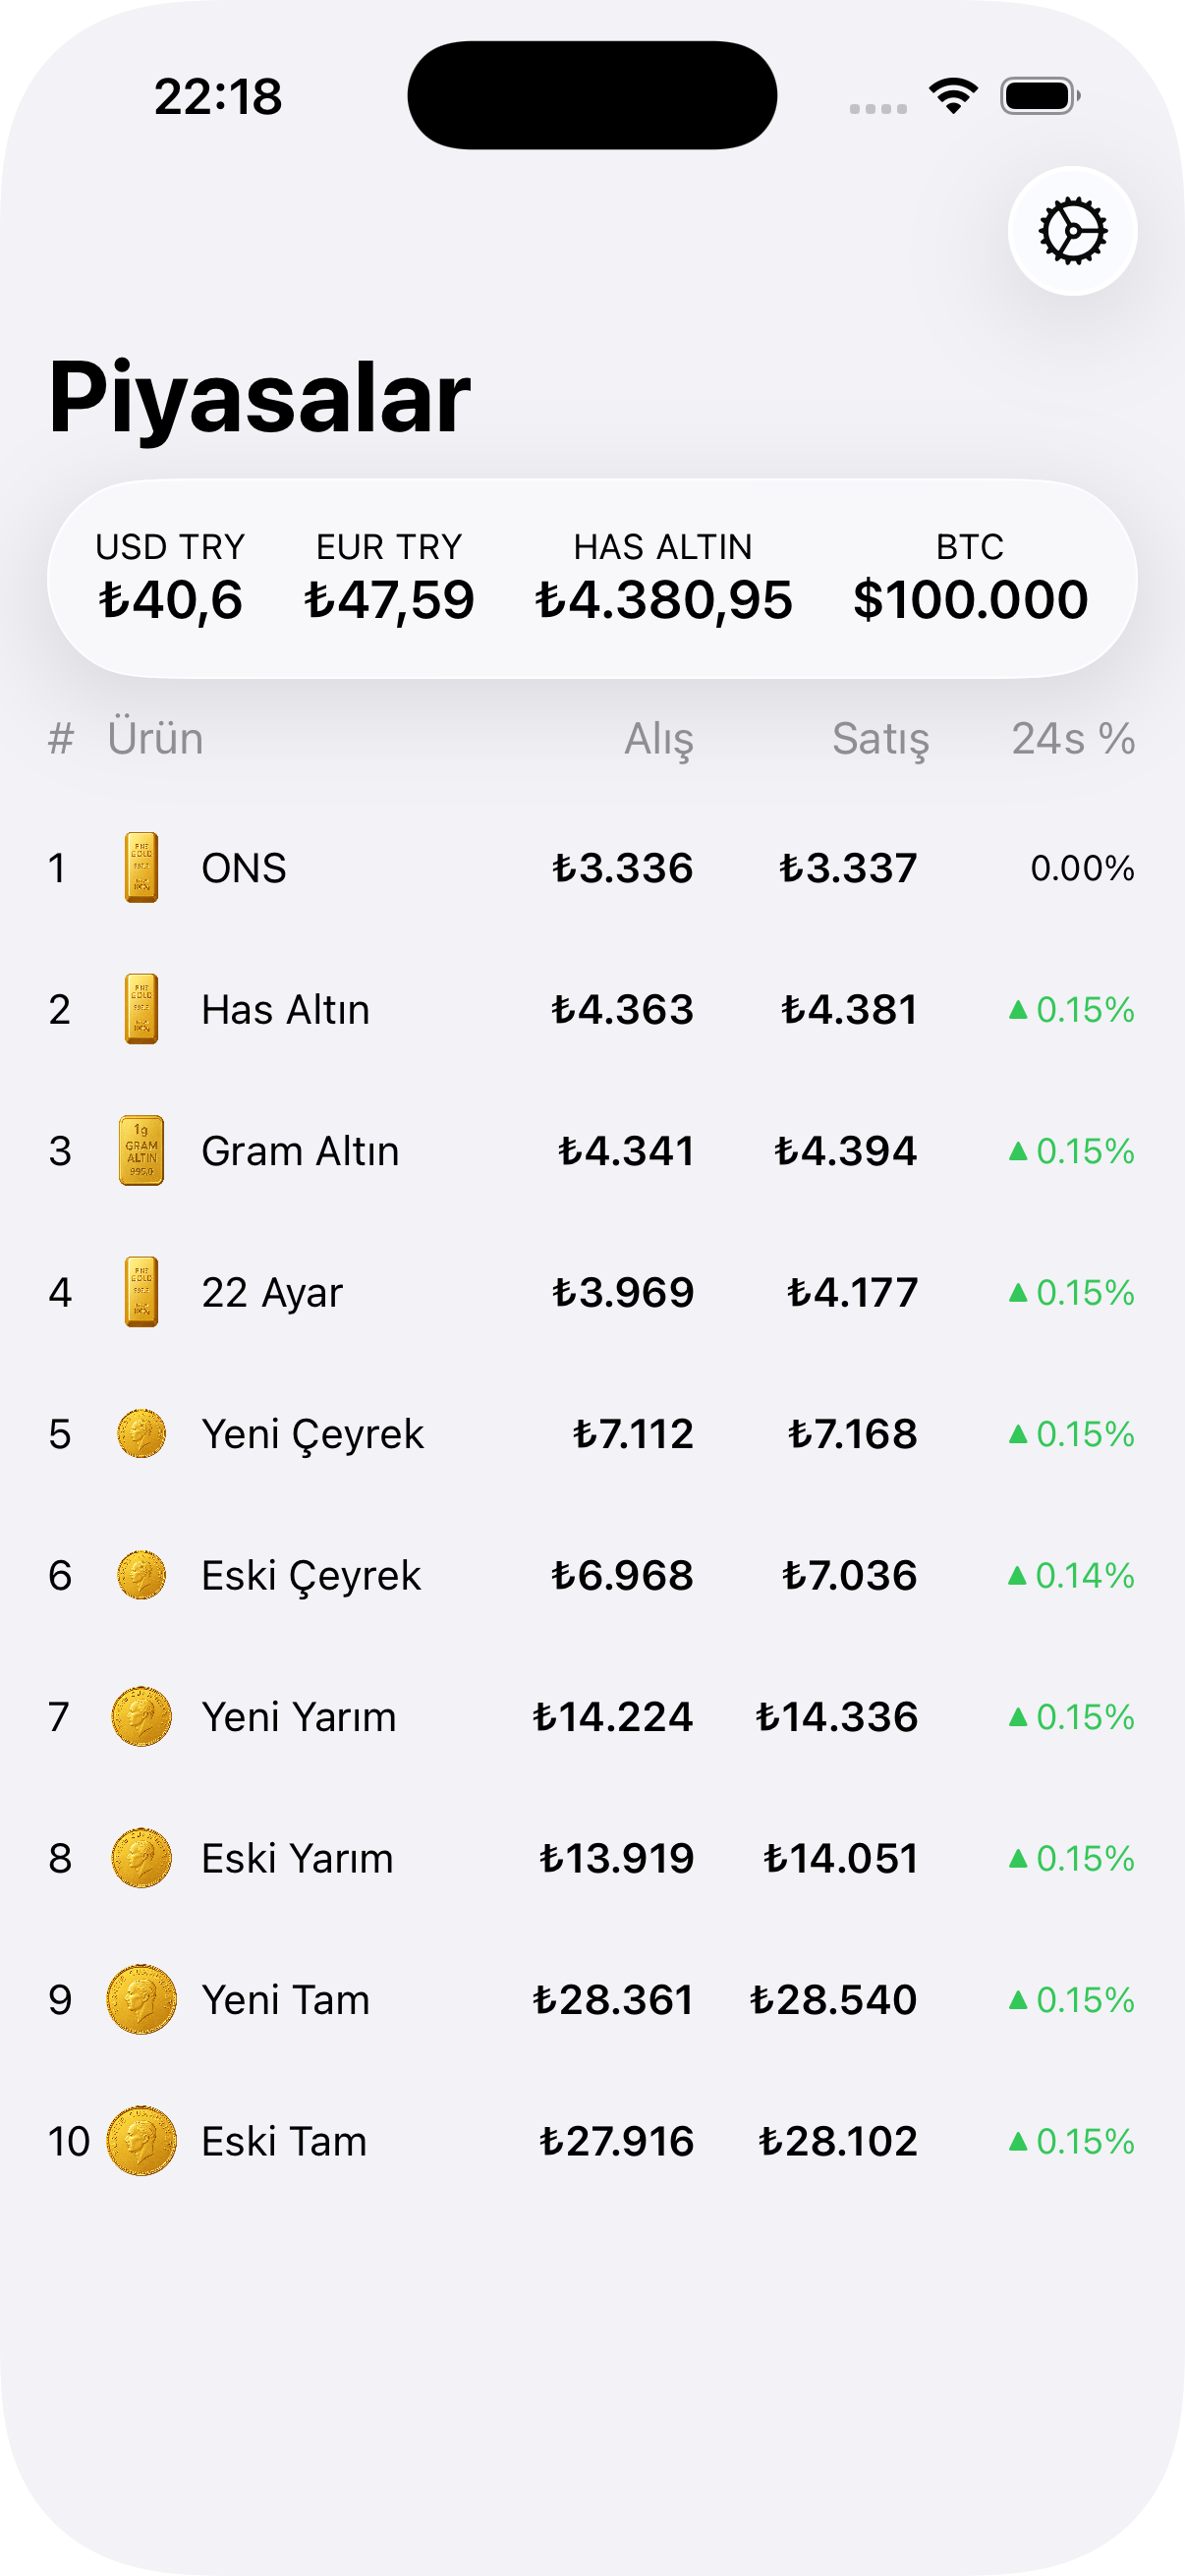 22:18
Piyasalar
USD TRY EUR TRY HAS ALTIN BTC
₺40,6 ₺47,59 ₺4.380,95 $100.000
# Ürün Alış Satış 24s %
1 ONS ₺3.336 ₺3.337 0.00%
2 Has Altın ₺4.363 ₺4.381 ▲ 0.15%
1g
GRAM
ALTIN
995.0
3 Gram Altın ₺4.341 ₺4.394 ▲ 0.15%
4 22 Ayar ₺3.969 ₺4.177 ▲ 0.15%
5 Yeni Çeyrek ₺7.112 ₺7.168 ▲ 0.15%
6 Eski Çeyrek ₺6.968 ₺7.036 ▲ 0.14%
7 Yeni Yarım ₺14.224 ₺14.336 ▲ 0.15%
8 Eski Yarım ₺13.919 ₺14.051 ▲ 0.15%
9 Yeni Tam ₺28.361 ₺28.540 ▲ 0.15%
10 Eski Tam ₺27.916 ₺28.102 ▲ 0.15%